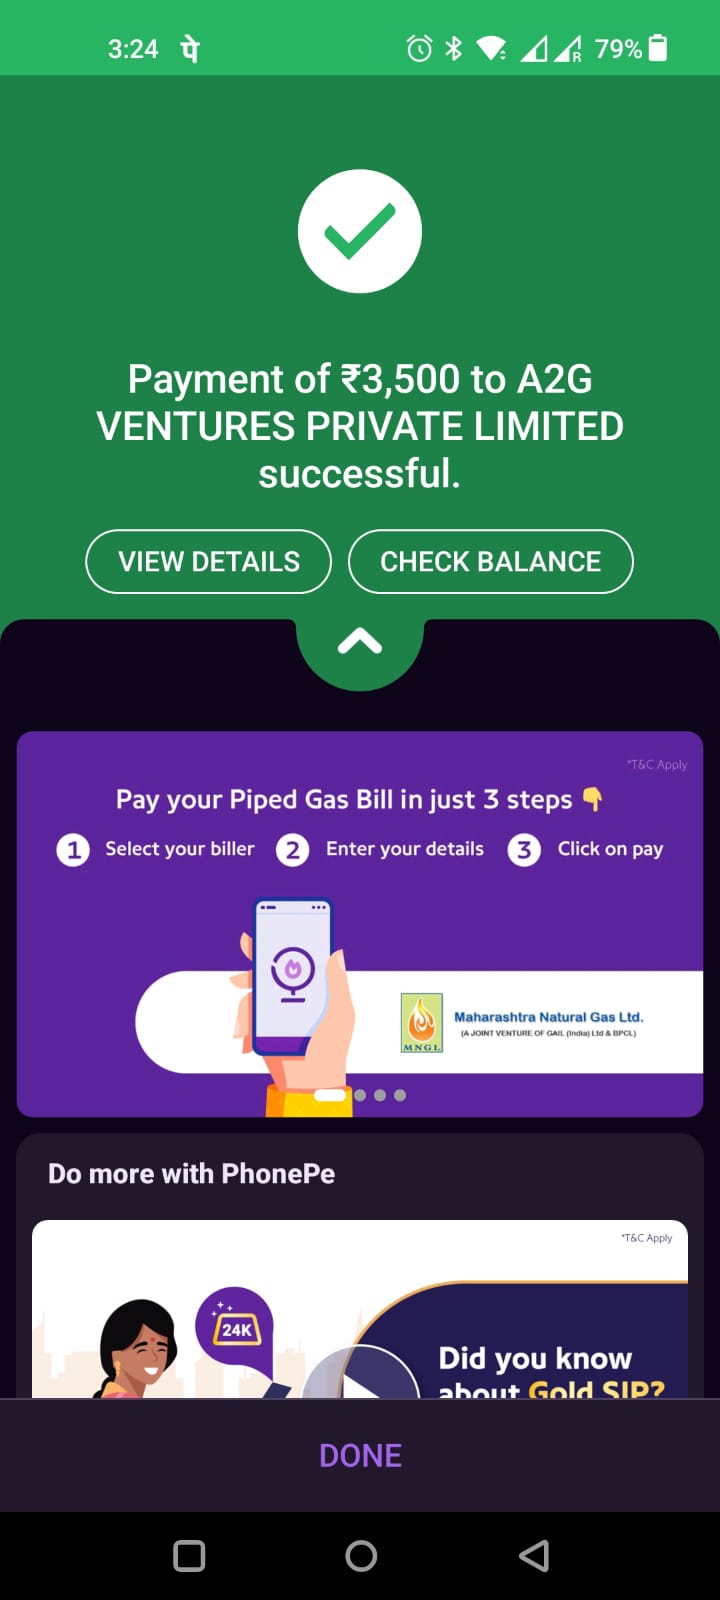 3:24 पे 79%
R
Payment of ₹3,500 to A2G
VENTURES PRIVATE LIMITED
successful.
VIEW DETAILS CHECK BALANCE
*T&C Apply
Pay your Piped Gas Bill in just 3 steps 👇
1 Select your biller 2 Enter your details 3 Click on pay
Maharashtra Natural Gas Ltd.
(A JOINT VENTURE OF GAIL (India) Ltd & BPCL)
MNGL
Do more with PhonePe
*T&C Apply
24K
Did you know
about Gold SIP?
DONE